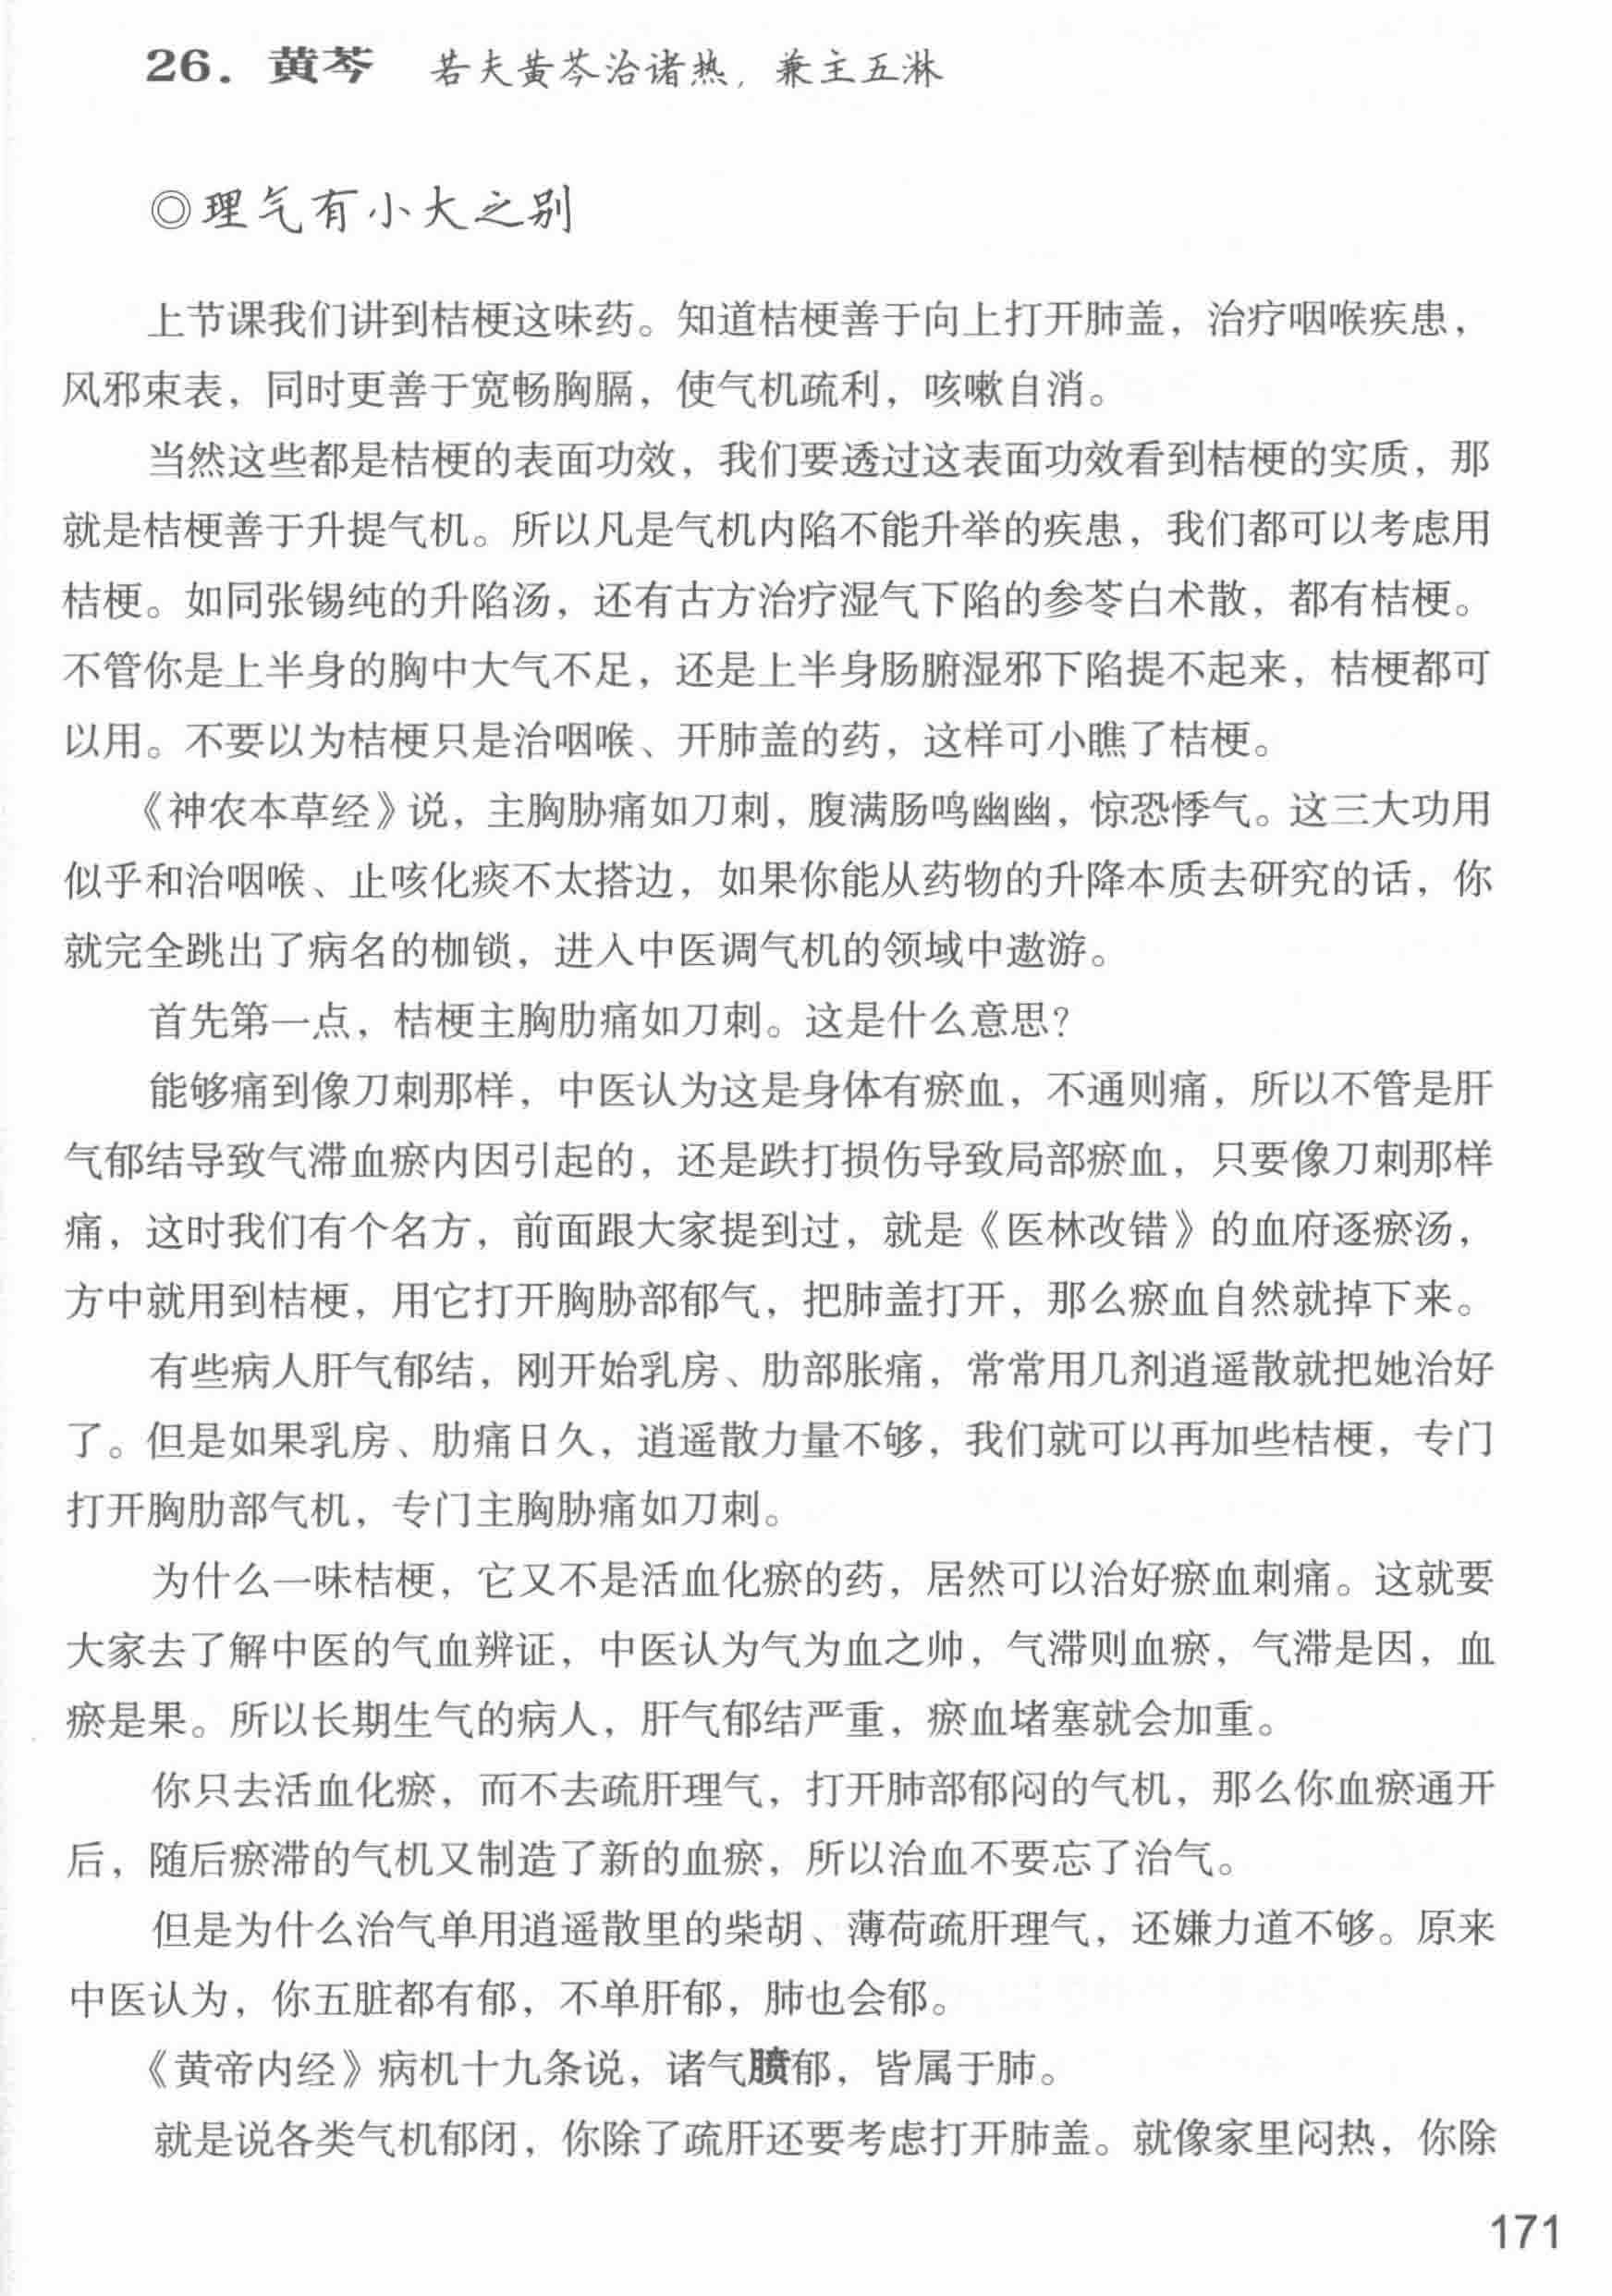 26. 黄芩　若夫黄芩治诸热，兼主五淋
◎理气有小大之别
上节课我们讲到桔梗这味药。知道桔梗善于向上打开肺盖，治疗咽喉疾患，
风邪束表，同时更善于宽畅胸膈，使气机疏利，咳嗽自消。
当然这些都是桔梗的表面功效，我们要透过这表面功效看到桔梗的实质，那
就是桔梗善于升提气机。所以凡是气机内陷不能升举的疾患，我们都可以考虑用
桔梗。如同张锡纯的升陷汤，还有古方治疗湿气下陷的参苓白术散，都有桔梗。
不管你是上半身的胸中大气不足，还是上半身肠腑湿邪下陷提不起来，桔梗都可
以用。不要以为桔梗只是治咽喉、开肺盖的药，这样可小瞧了桔梗。
《神农本草经》说，主胸胁痛如刀刺，腹满肠鸣幽幽，惊恐悸气。这三大功用
似乎和治咽喉、止咳化痰不太搭边，如果你能从药物的升降本质去研究的话，你
就完全跳出了病名的枷锁，进入中医调气机的领域中遨游。
首先第一点，桔梗主胸肋痛如刀刺。这是什么意思?
能够痛到像刀刺那样，中医认为这是身体有瘀血，不通则痛，所以不管是肝
气郁结导致气滞血瘀内因引起的，还是跌打损伤导致局部瘀血，只要像刀刺那样
痛，这时我们有个名方，前面跟大家提到过，就是《医林改错》的血府逐瘀汤，
方中就用到桔梗，用它打开胸胁部郁气，把肺盖打开，那么瘀血自然就掉下来。
有些病人肝气郁结，刚开始乳房、肋部胀痛，常常用几剂逍遥散就把她治好
了。但是如果乳房、肋痛日久，逍遥散力量不够，我们就可以再加些桔梗，专门
打开胸肋部气机，专门主胸胁痛如刀刺。
为什么一味桔梗，它又不是活血化瘀的药，居然可以治好瘀血刺痛。这就要
大家去了解中医的气血辨证，中医认为气为血之帅，气滞则血瘀，气滞是因，血
瘀是果。所以长期生气的病人，肝气郁结严重，瘀血堵塞就会加重。
你只去活血化瘀，而不去疏肝理气，打开肺部郁闷的气机，那么你血瘀通开
后，随后瘀滞的气机又制造了新的血瘀，所以治血不要忘了治气。
但是为什么治气单用逍遥散里的柴胡、薄荷疏肝理气，还嫌力道不够。原来
中医认为，你五脏都有郁，不单肝郁，肺也会郁。
《黄帝内经》病机十九条说，诸气膹郁，皆属于肺。
就是说各类气机郁闭，你除了疏肝还要考虑打开肺盖。就像家里闷热，你除
171